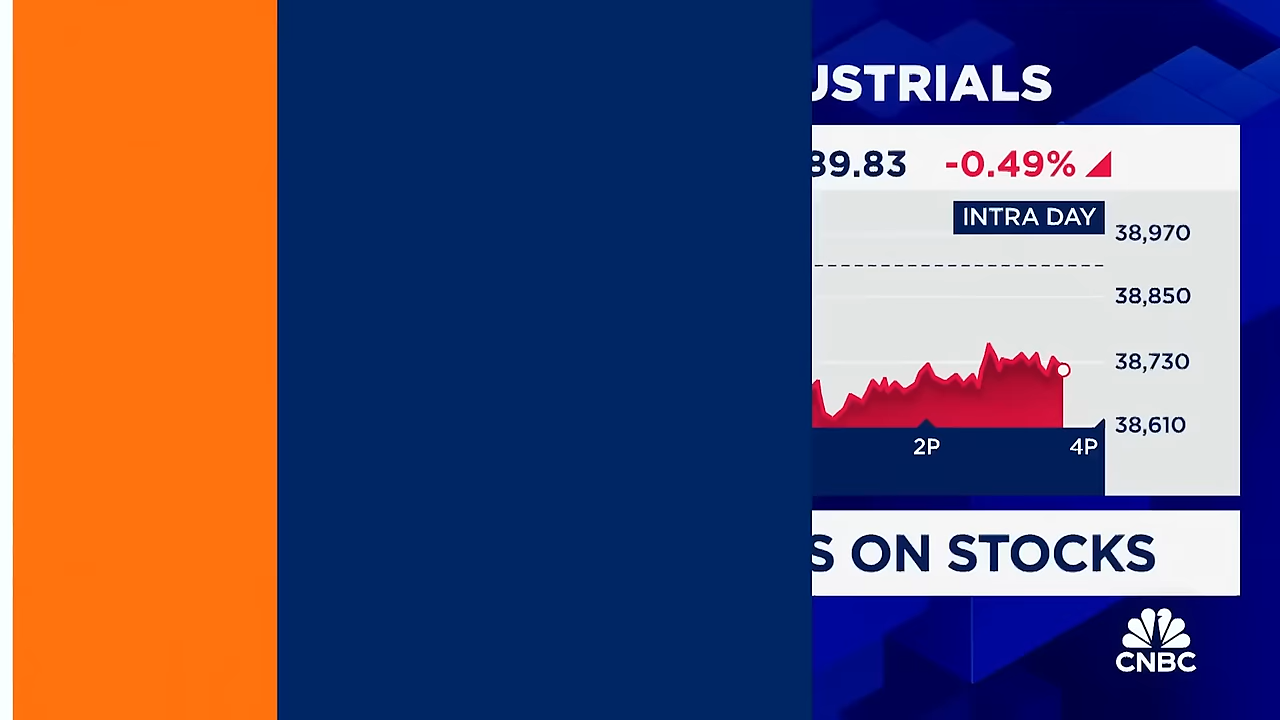 USTRIALS
89.83 -0.49%
INTRA DAY
38,970
38,850
38,730
38,610
2P 4P
S ON STOCKS
CNBC